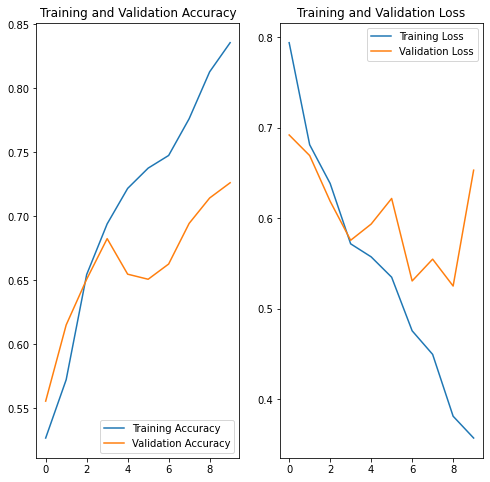 Training and Validation Accuracy
0.85
0.80
0.75
0.70
0.65
0.60
0.55
0 2 4 6 8
Training Accuracy
Validation Accuracy
Training and Validation Loss
0.8
0.7
0.6
0.5
0.4
0 2 4 6 8
Training Loss
Validation Loss